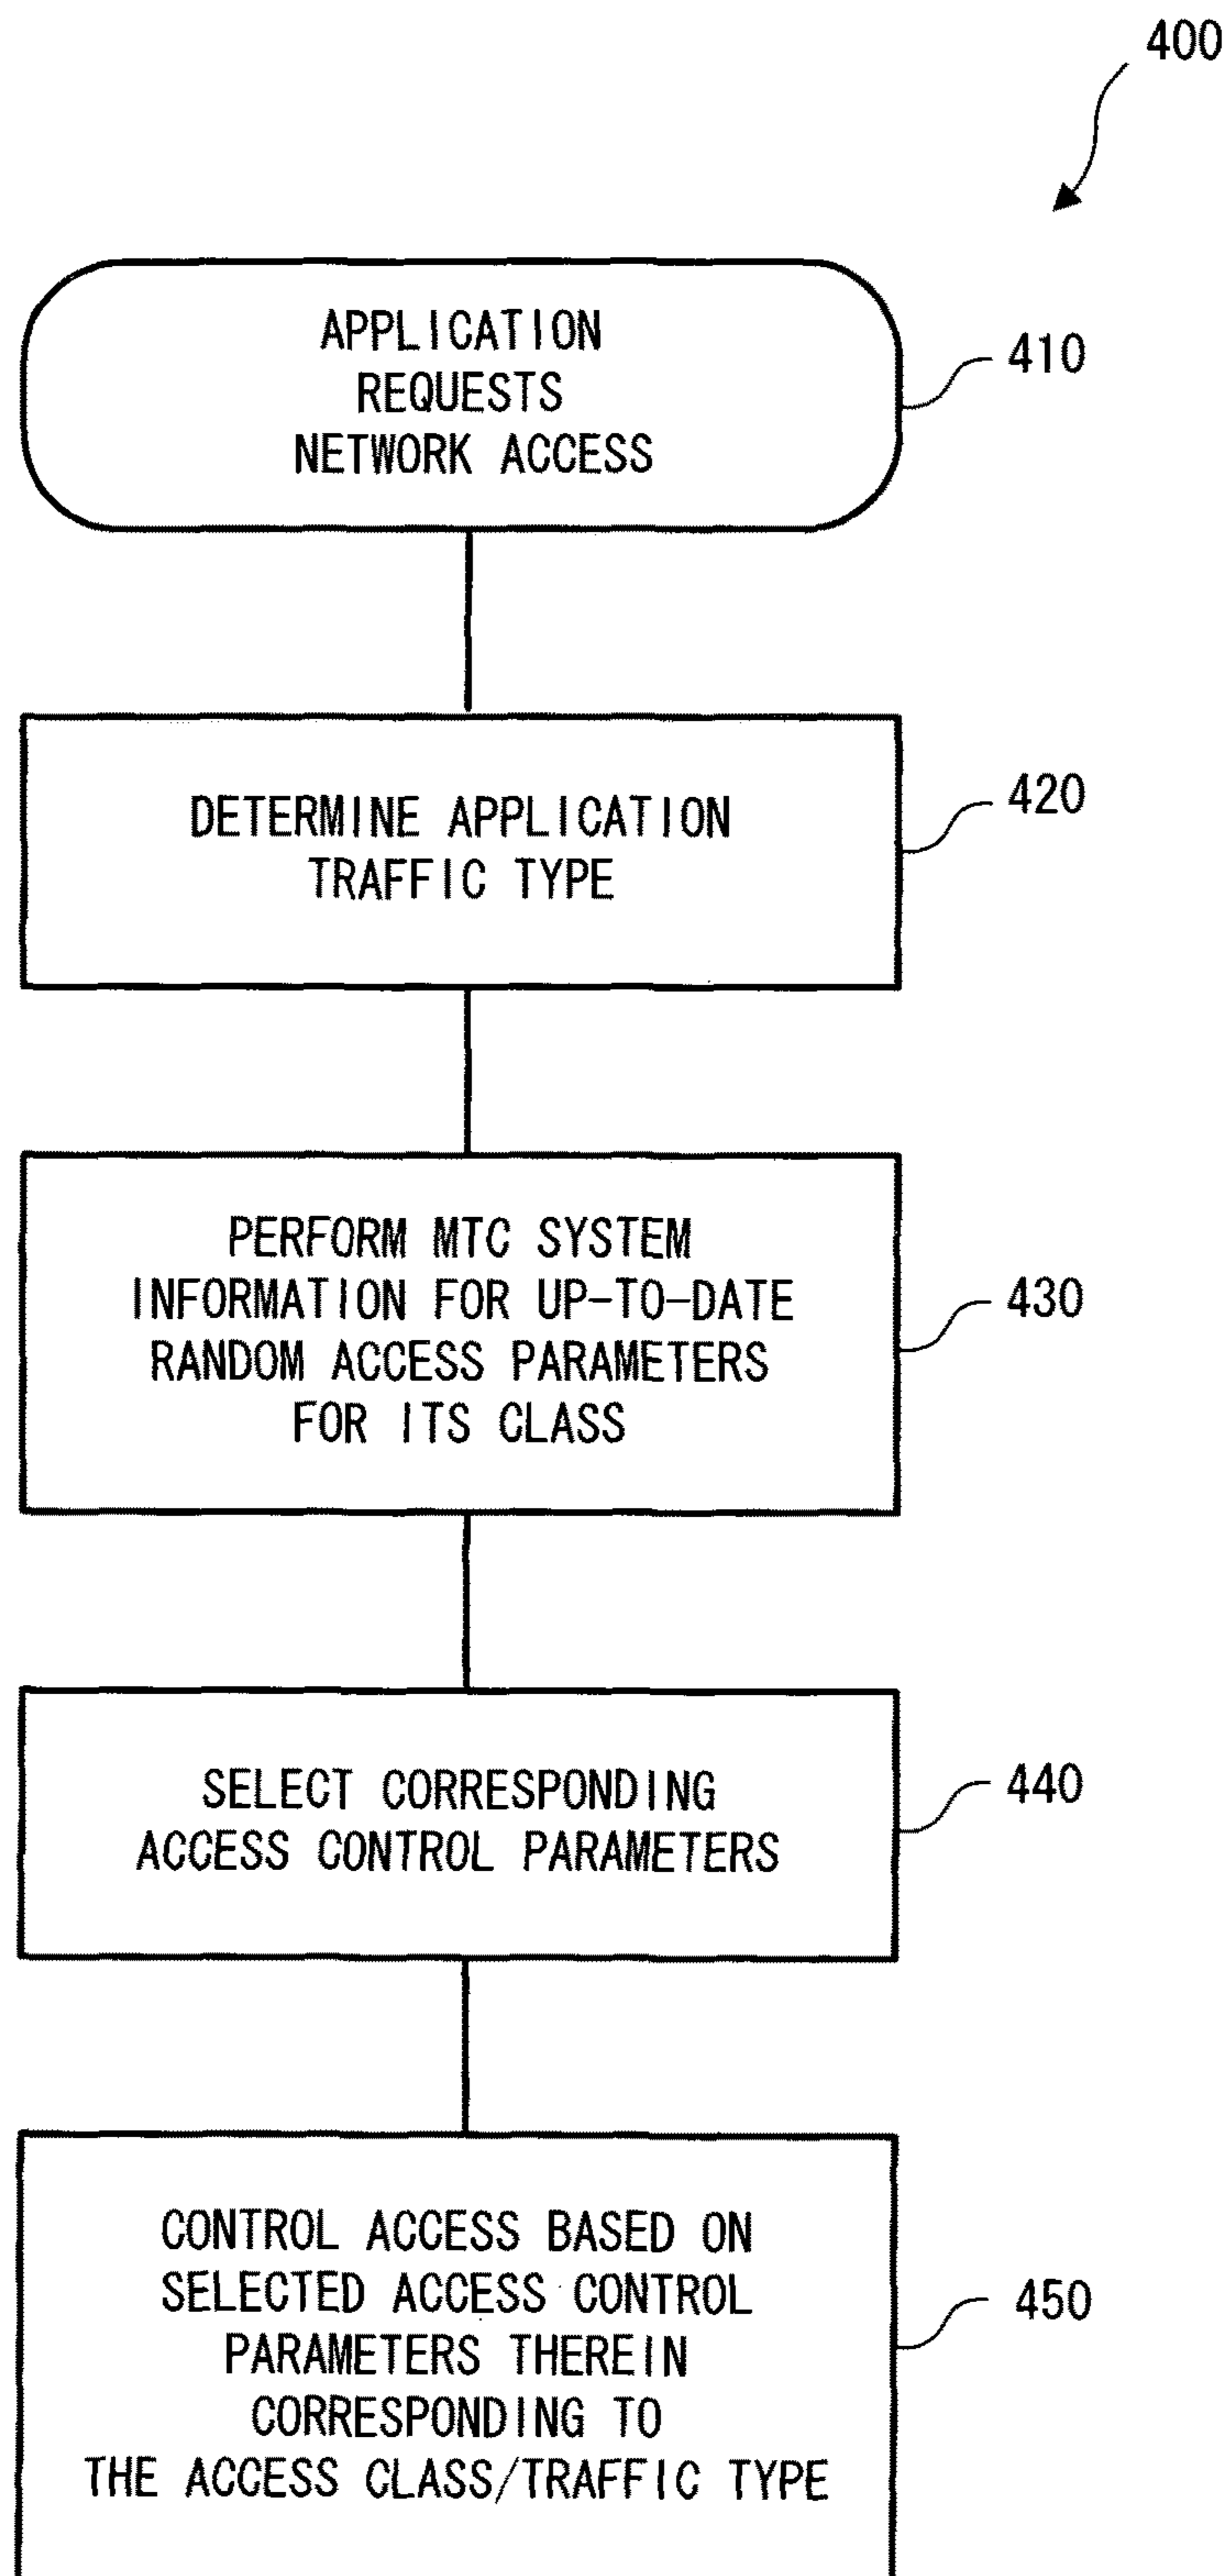 400
APPLICATION
REQUESTS
NETWORK ACCESS
410
DETERMINE APPLICATION
TRAFFIC TYPE
420
PERFORM MTC SYSTEM
INFORMATION FOR UP-TO-DATE
RANDOM ACCESS PARAMETERS
FOR ITS CLASS
430
SELECT CORRESPONDING
ACCESS CONTROL PARAMETERS
440
CONTROL ACCESS BASED ON
SELECTED ACCESS CONTROL
PARAMETERS THEREIN
CORRESPONDING TO
THE ACCESS CLASS/TRAFFIC TYPE
450